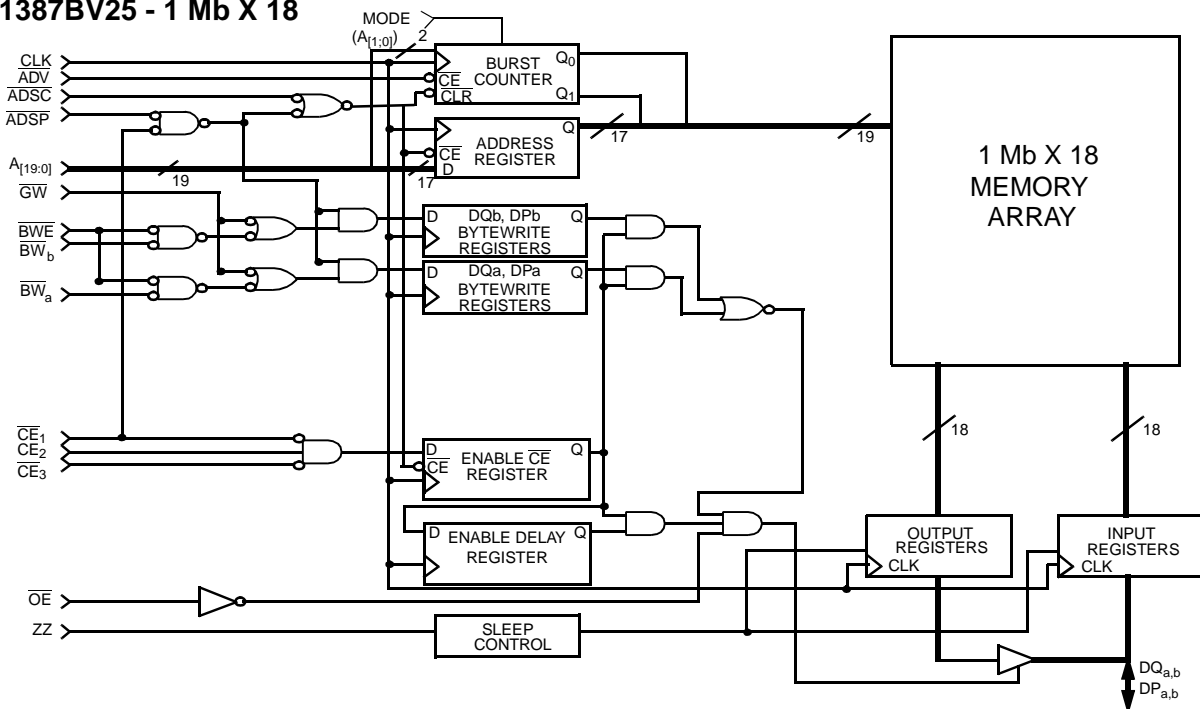 1387BV25 - 1 Mb X 18
MODE
(A[1;0])
2
CLK
ADV
ADSC
ADSP
BURST
COUNTER
CE
CLR
Q0
Q1
ADDRESS
REGISTER
CE
D
Q
17
19
A[19:0]
19
17
GW
BWE
BWb
BWa
D
DQb, DPb
Q
BYTEWRITE
REGISTERS
D
DQa, DPa
Q
BYTEWRITE
REGISTERS
1 Mb X 18
MEMORY
ARRAY
18
18
CE1
CE2
CE3
D
CE
ENABLE CE
REGISTER
Q
D
ENABLE DELAY
REGISTER
Q
OUTPUT
REGISTERS
CLK
INPUT
REGISTERS
CLK
OE
ZZ
SLEEP
CONTROL
DQa,b
DPa,b